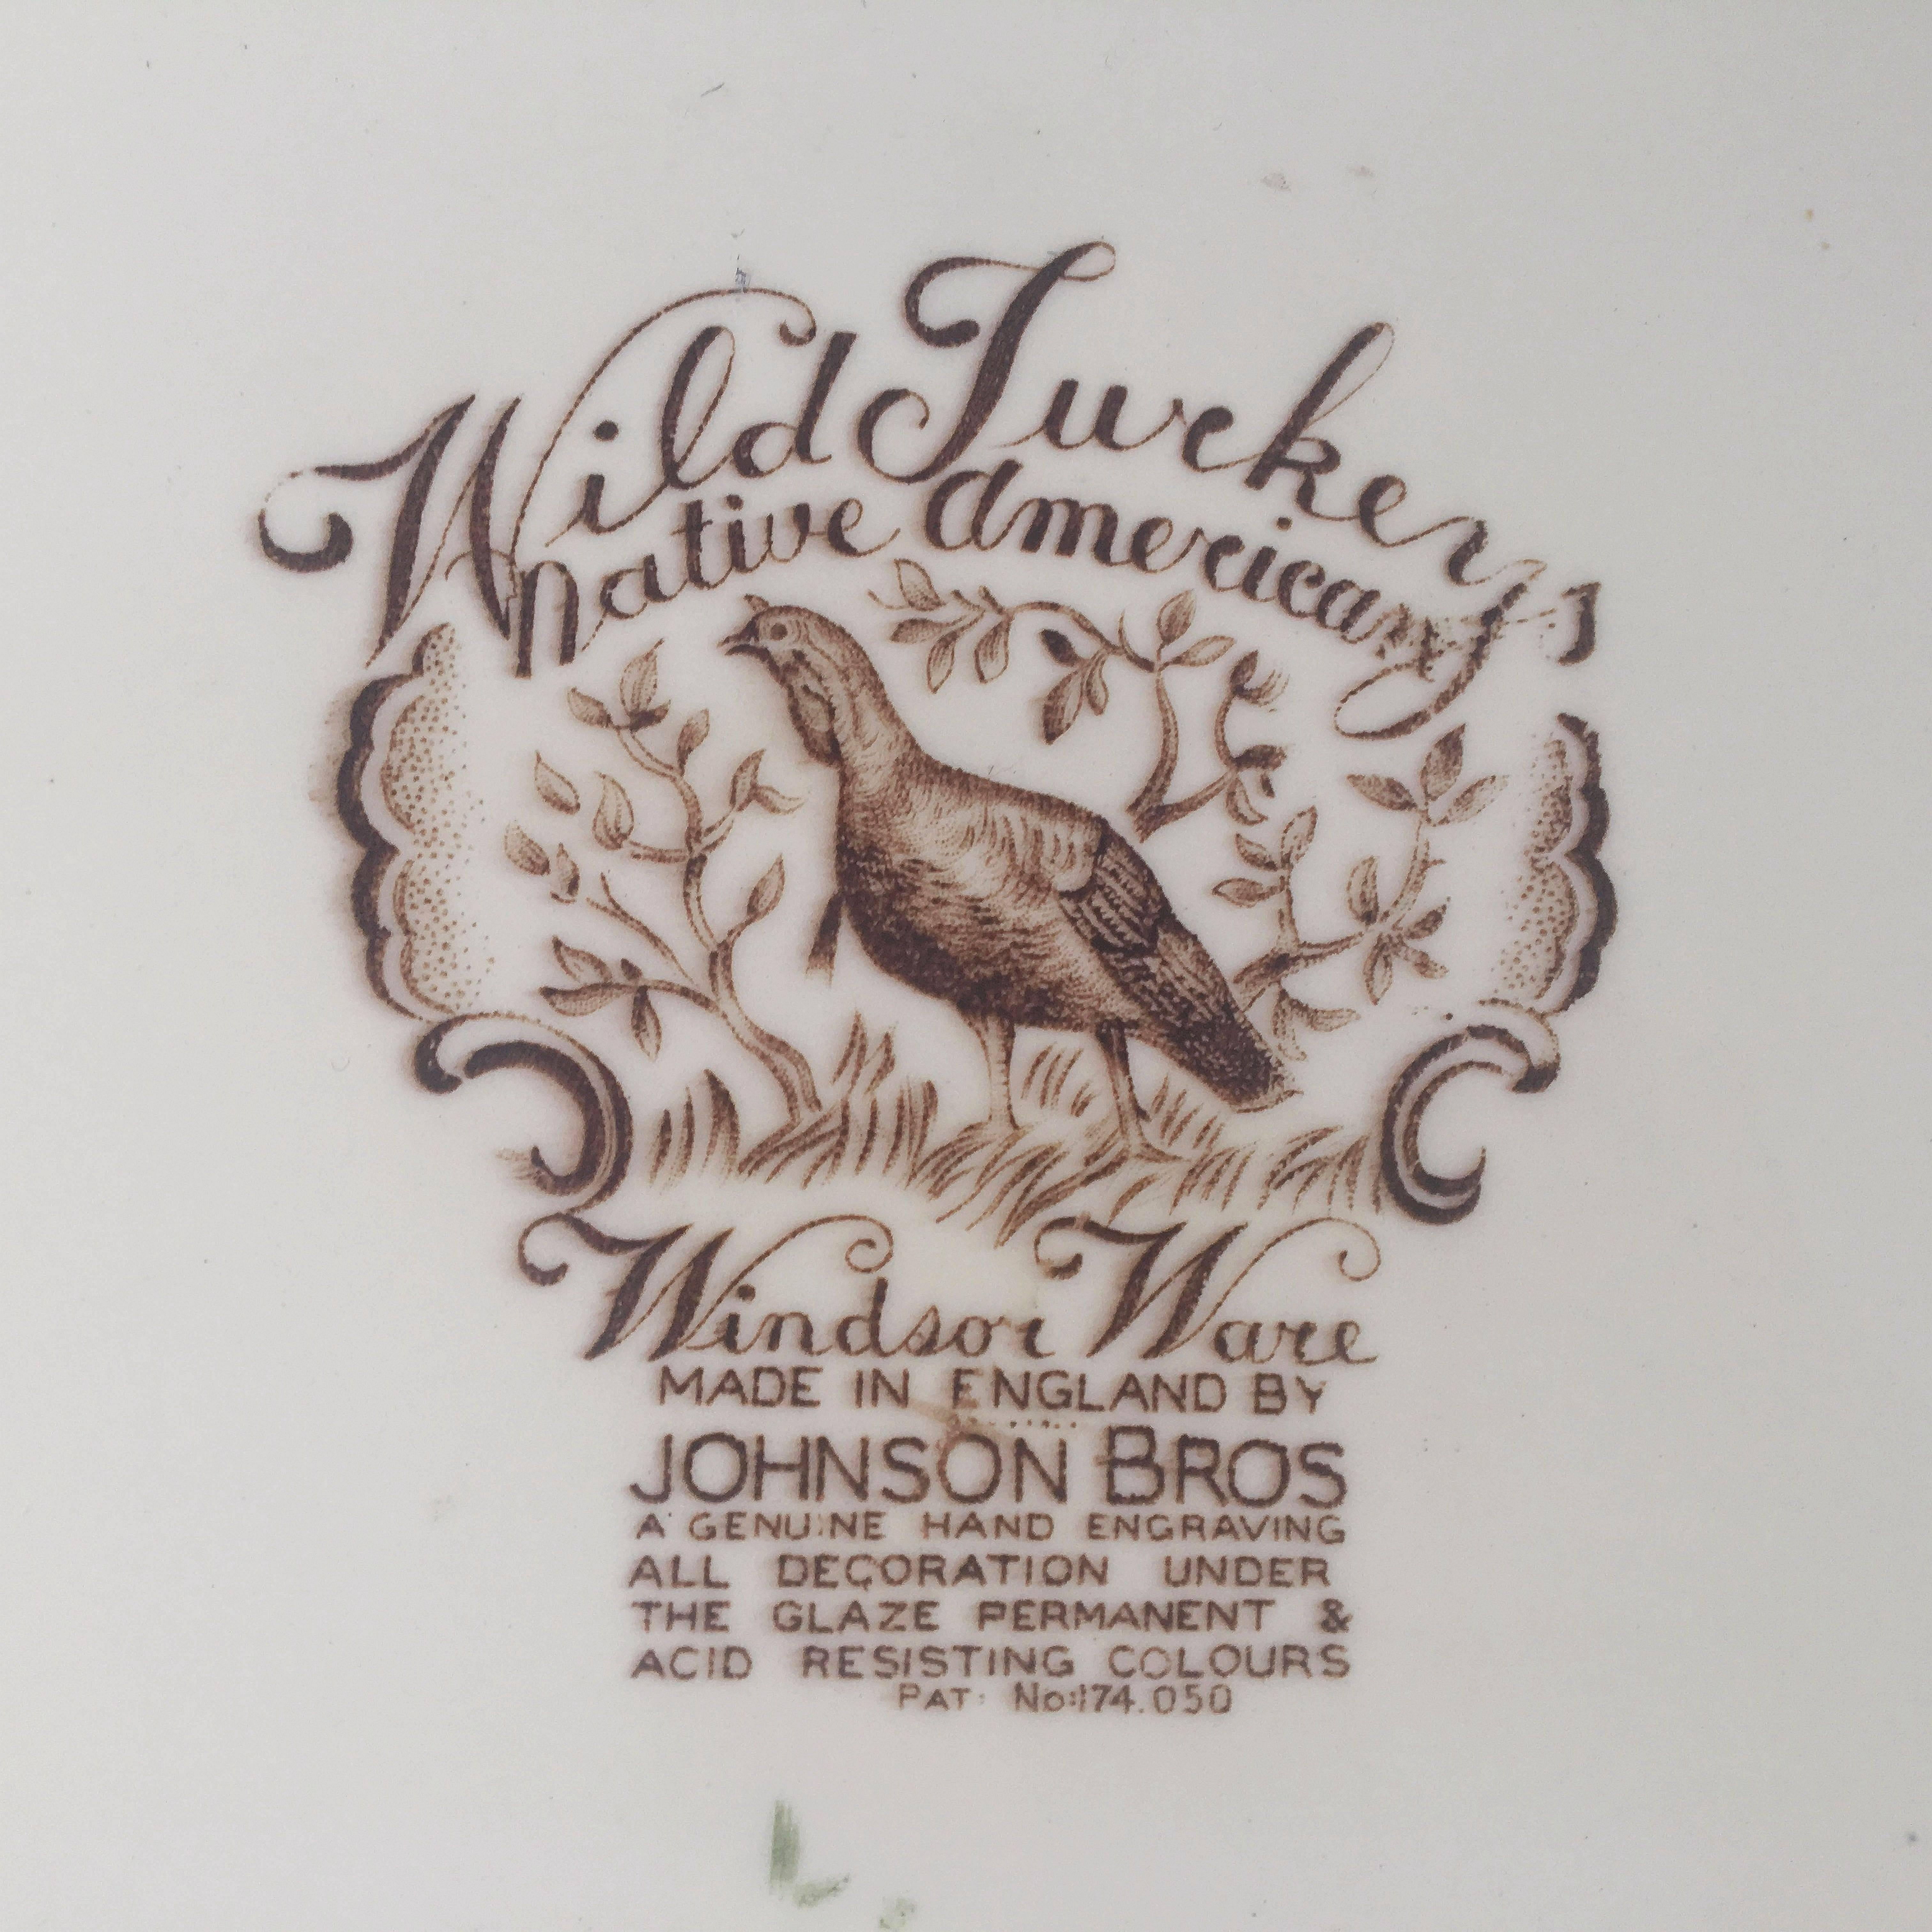 Wild Turkeys
Native American
Windsor Ware
MADE IN ENGLAND BY
JOHNSON BROS
A GENUINE HAND ENGRAVING
ALL DECORATION UNDER
THE GLAZE PERMANENT &
ACID RESISTING COLOURS
PAT: No:174.050